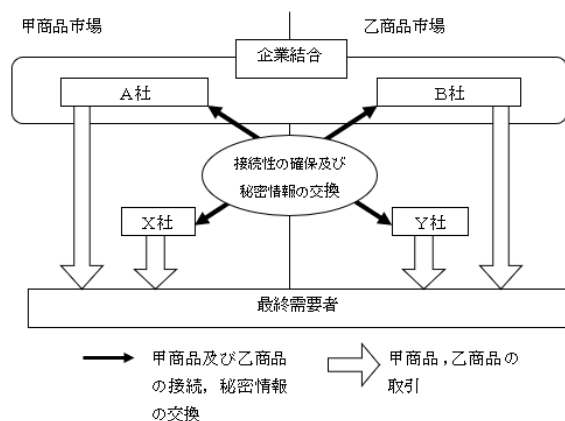 甲商品市場
乙商品市場
企業結合
A社
B社
接続性の確保及び
秘密情報の交換
X社
Y社
最終需要者
甲商品及び乙商品
の接続，秘密情報
の交換
甲商品，乙商品の
取引